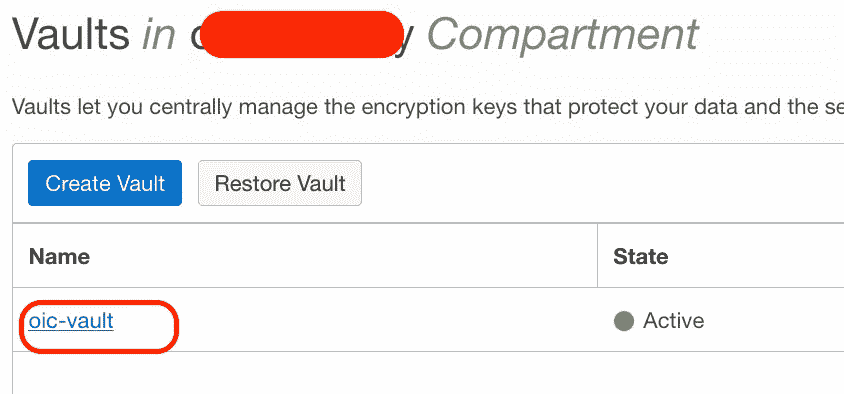 Vaults in Compartment
Vaults let you centrally manage the encryption keys that protect your data and the se
Create Vault Restore Vault
Name State
oic-vault Active